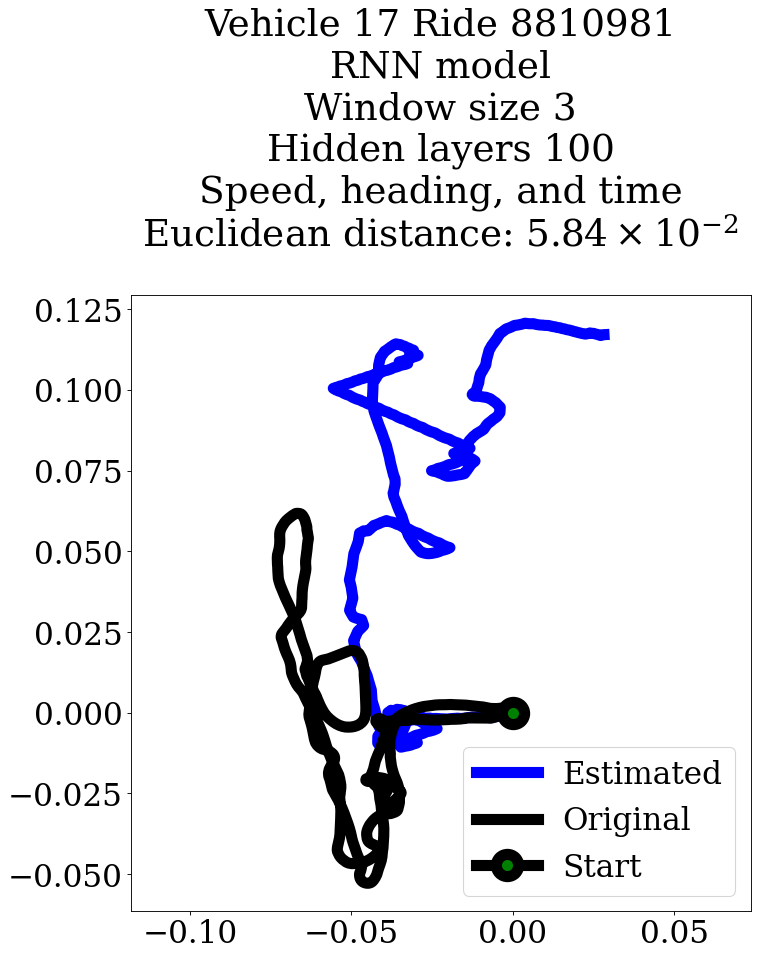 Vehicle 17 Ride 8810981
RNN model
Window size 3
Hidden layers 100
Speed, heading, and time
Euclidean distance: 5.84 × 10⁻²
0.125
0.100
0.075
0.050
0.025
0.000
−0.025
−0.050
Estimated
Original
Start
−0.10
−0.05
0.00
0.05